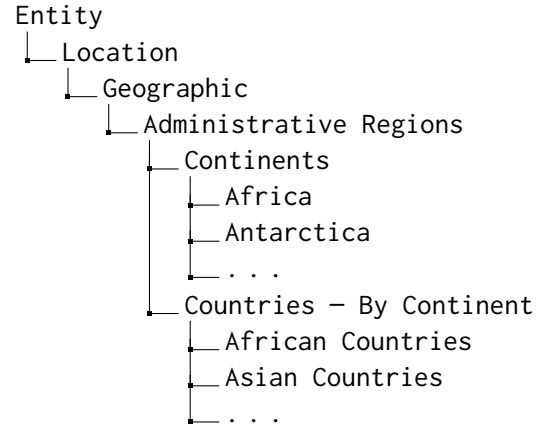 Entity
Location
Geographic
Administrative Regions
Continents
Africa
Antarctica
...
Countries – By Continent
African Countries
Asian Countries
...